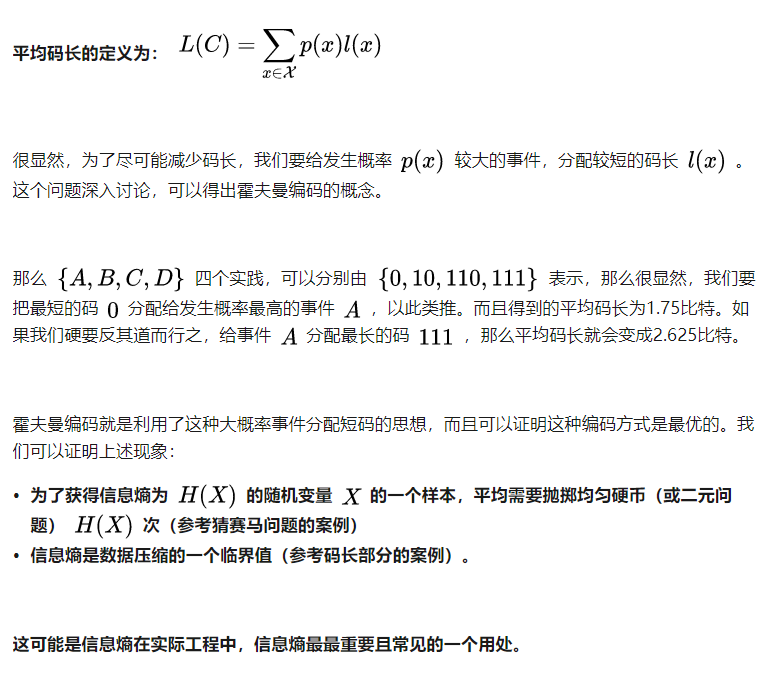 平均码长的定义为： L(C) = ∑_{x∈𝒳} p(x)l(x)
很显然，为了尽可能减少码长，我们要给发生概率 p(x) 较大的事件，分配较短的码长 l(x) 。
这个问题深入讨论，可以得出霍夫曼编码的概念。
那么 {A, B, C, D} 四个实践，可以分别由 {0, 10, 110, 111} 表示，那么很显然，我们要
把最短的码 0 分配给发生概率最高的事件 A ，以此类推。而且得到的平均码长为1.75比特。如
果我们硬要反其道而行之，给事件 A 分配最长的码 111 ，那么平均码长就会变成2.625比特。
霍夫曼编码就是利用了这种大概率事件分配短码的思想，而且可以证明这种编码方式是最优的。我
们可以证明上述现象：
• 为了获得信息熵为 H(X) 的随机变量 X 的一个样本，平均需要抛掷均匀硬币（或二元问
题） H(X) 次（参考猜赛马问题的案例）
• 信息熵是数据压缩的一个临界值（参考码长部分的案例）。
这可能是信息熵在实际工程中，信息熵最最重要且常见的一个用处。